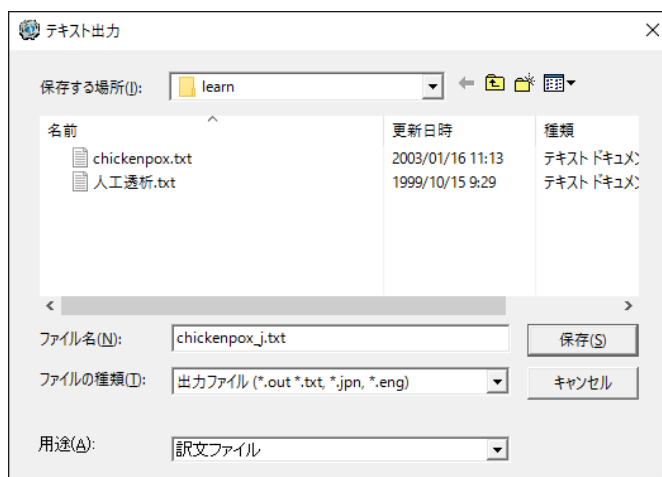 テキスト出力
保存する場所(I): learn
名前 更新日時 種類
chickenpox.txt 2003/01/16 11:13 テキスト ドキュメン
人工透析.txt 1999/10/15 9:29 テキスト ドキュメン
ファイル名(N): chickenpox_j.txt 保存(S)
ファイルの種類(T): 出力ファイル (*.out *.txt, *.jpn, *.eng) キャンセル
用途(A): 訳文ファイル